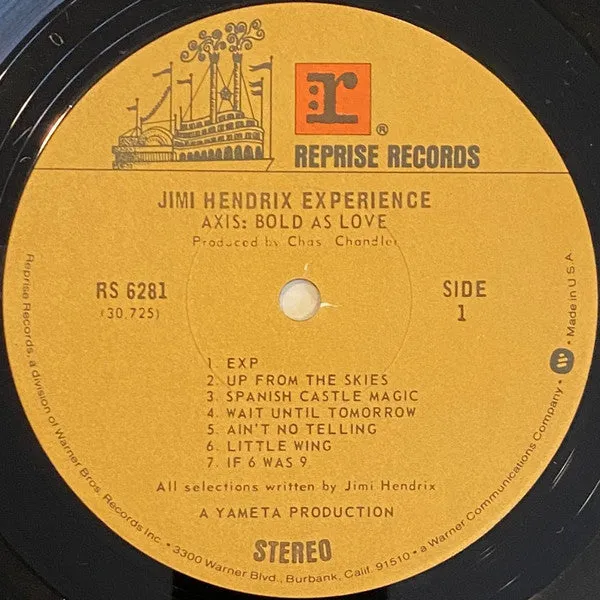 r
®
REPRISE RECORDS
JIMI HENDRIX EXPERIENCE
AXIS: BOLD AS LOVE
Produced by Chas. Chandler
RS 6281
(30,725)
SIDE
1
1. EXP
2. UP FROM THE SKIES
3. SPANISH CASTLE MAGIC
4. WAIT UNTIL TOMORROW
5. AIN'T NO TELLING
6. LITTLE WING
7. IF 6 WAS 9
All selections written by Jimi Hendrix
A YAMETA PRODUCTION
STEREO
Reprise Records, a division of Warner Bros. Records Inc. • 3300 Warner Blvd., Burbank, Calif. 91510 • a Warner Communications Company. • Made in U.S.A.